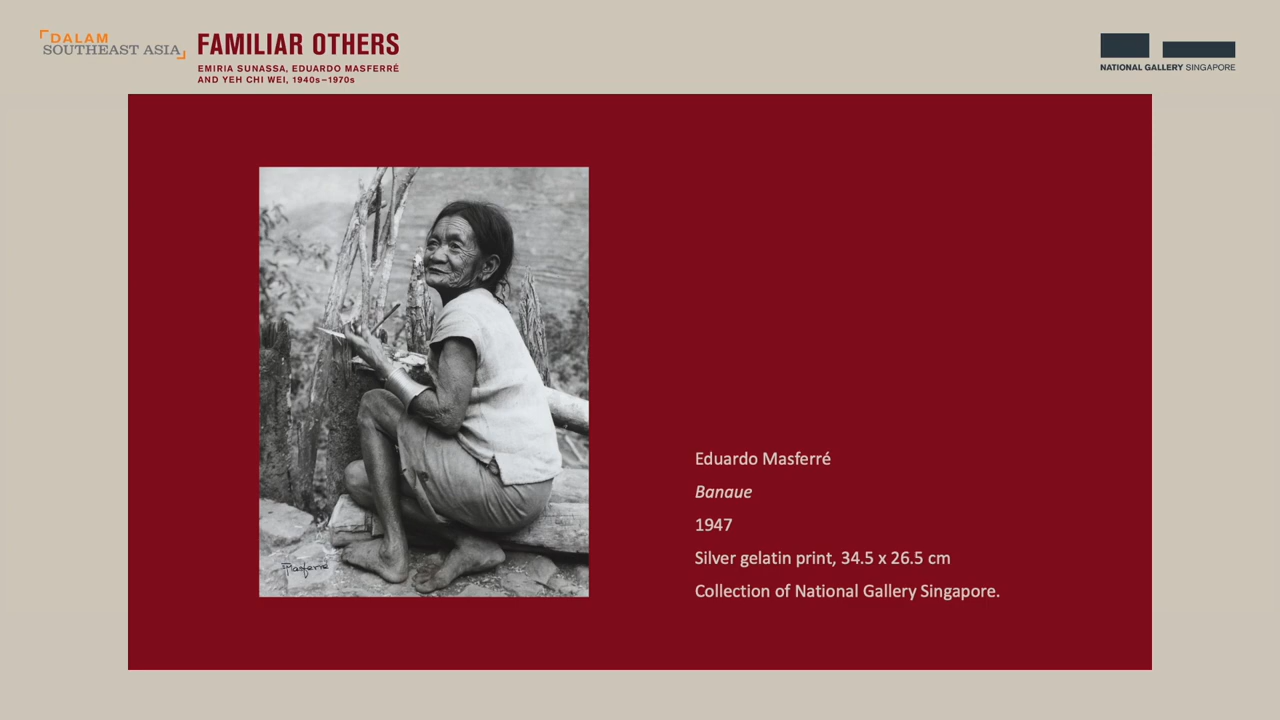 DALAM
SOUTHEAST ASIA
FAMILIAR OTHERS
EMIRIA SUNASSA, EDUARDO MASFERRÉ
AND YEH CHI WEI, 1940s–1970s
NATIONAL GALLERY SINGAPORE
Masferré
Eduardo Masferré
Banaue
1947
Silver gelatin print, 34.5 x 26.5 cm
Collection of National Gallery Singapore.